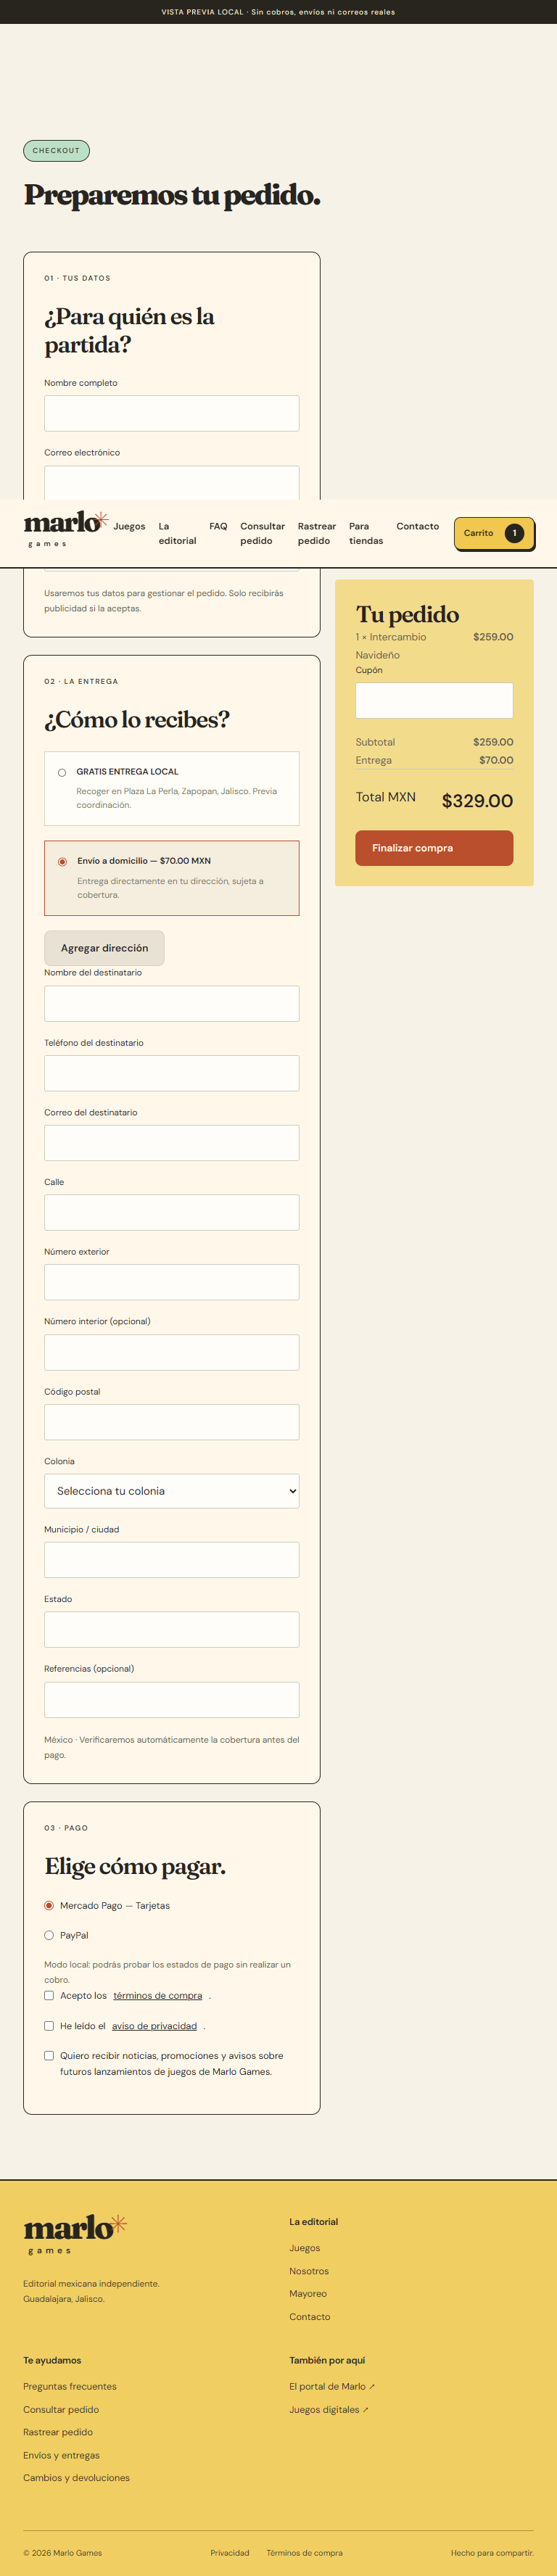 VISTA PREVIA LOCAL · Sin cobros, envíos ni correos reales
CHECKOUT
Preparemos tu pedido.
01 · TUS DATOS
¿Para quién es la
partida?
Nombre completo
Correo electrónico
marlo
games
Juegos
La
editorial
FAQ
Consultar
pedido
Rastrear
pedido
Para
tiendas
Contacto
Carrito 1
Usaremos tus datos para gestionar el pedido. Solo recibirás
publicidad si la aceptas.
Tu pedido
1 × Intercambio $259.00
Navideño
Cupón
Subtotal $259.00
Entrega $70.00
Total MXN $329.00
Finalizar compra
02 · LA ENTREGA
¿Cómo lo recibes?
GRATIS ENTREGA LOCAL
Recoger en Plaza La Perla, Zapopan, Jalisco. Previa
coordinación.
Envío a domicilio — $70.00 MXN
Entrega directamente en tu dirección, sujeta a
cobertura.
Agregar dirección
Nombre del destinatario
Teléfono del destinatario
Correo del destinatario
Calle
Número exterior
Número interior (opcional)
Código postal
Colonia
Selecciona tu colonia
Municipio / ciudad
Estado
Referencias (opcional)
México · Verificaremos automáticamente la cobertura antes del
pago.
03 · PAGO
Elige cómo pagar.
Mercado Pago — Tarjetas
PayPal
Modo local: podrás probar los estados de pago sin realizar un
cobro.
Acepto los términos de compra .
He leído el aviso de privacidad .
Quiero recibir noticias, promociones y avisos sobre
futuros lanzamientos de juegos de Marlo Games.
marlo
games
Editorial mexicana independiente.
Guadalajara, Jalisco.
La editorial
Juegos
Nosotros
Mayoreo
Contacto
Te ayudamos
Preguntas frecuentes
Consultar pedido
Rastrear pedido
Envíos y entregas
Cambios y devoluciones
También por aquí
El portal de Marlo ↗
Juegos digitales ↗
© 2026 Marlo Games
Privacidad Términos de compra
Hecho para compartir.